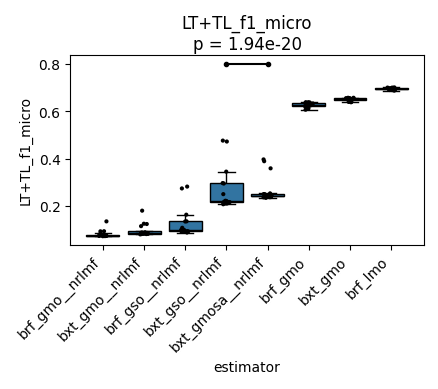 LT+TL_f1_micro
p = 1.94e-20
LT+TL_f1_micro
0.8
0.6
0.4
0.2
brf_gmo__nrlmf
bxt_gmo__nrlmf
brf_gso__nrlmf
bxt_gso__nrlmf
bxt_gmosa__nrlmf
brf_gmo
bxt_gmo
brf_lmo
estimator